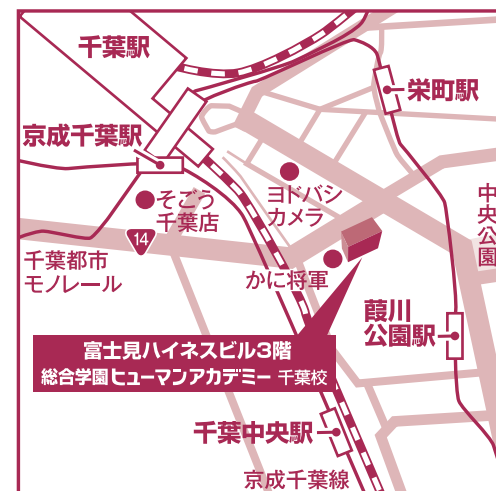 千葉駅
栄町駅
京成千葉駅
そごう
千葉店
ヨドバシ
カメラ
中央公園
14
千葉都市
モノレール
かに将軍
葭川
公園駅
富士見ハイネスビル3階
総合学園ヒューマンアカデミー 千葉校
千葉中央駅
京成千葉線